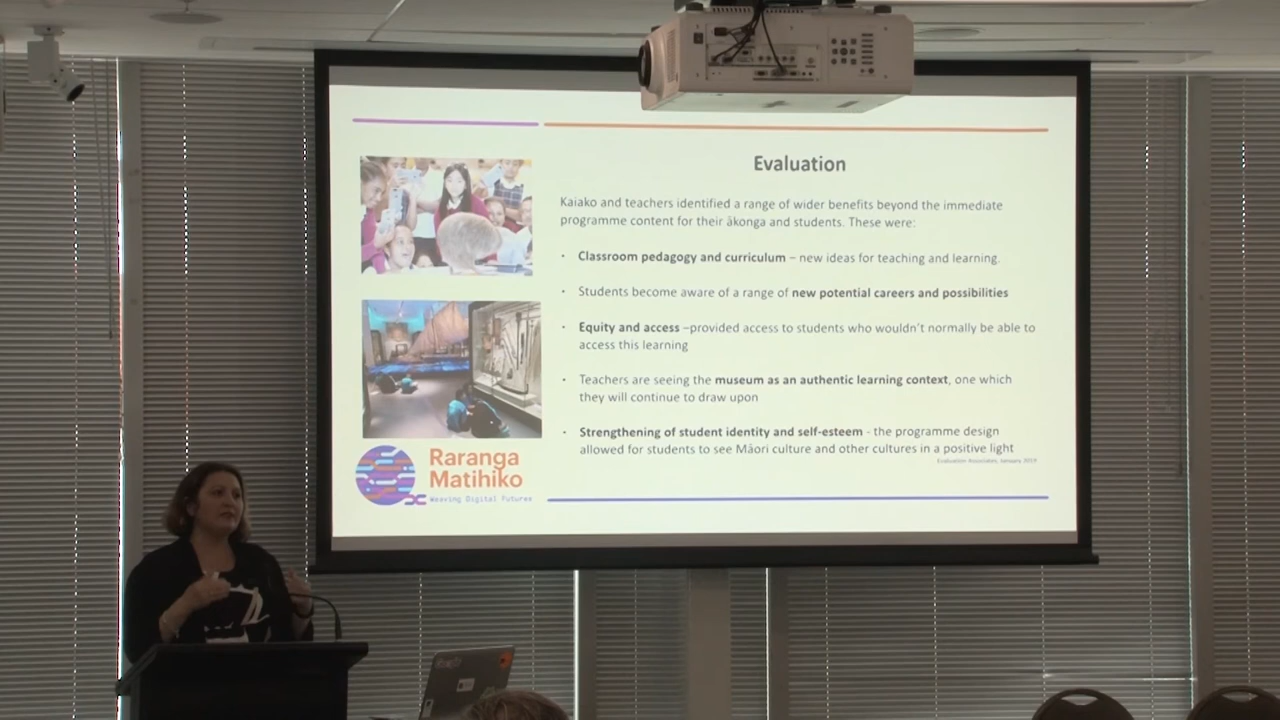 Evaluation
Kaiako and teachers identified a range of wider benefits beyond the immediate
programme content for their ākonga and students. These were:
· Classroom pedagogy and curriculum – new ideas for teaching and learning.
· Students become aware of a range of new potential careers and possibilities
· Equity and access –provided access to students who wouldn't normally be able to
access this learning
· Teachers are seeing the museum as an authentic learning context, one which
they will continue to draw upon
· Strengthening of student identity and self-esteem - the programme design
allowed for students to see Māori culture and other cultures in a positive light
Evaluation Associates, January 2019
Raranga
Matihiko
Weaving Digital Futures